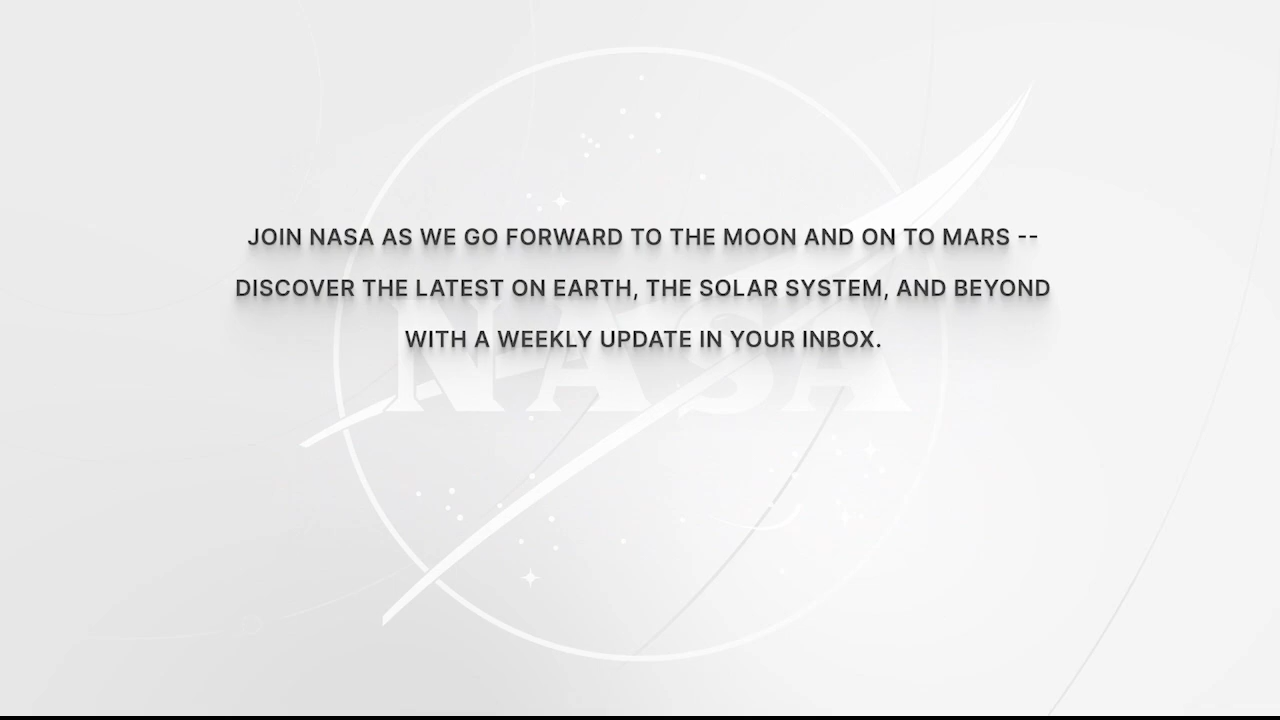 JOIN NASA AS WE GO FORWARD TO THE MOON AND ON TO MARS --
DISCOVER THE LATEST ON EARTH, THE SOLAR SYSTEM, AND BEYOND
WITH A WEEKLY UPDATE IN YOUR INBOX.
NASA